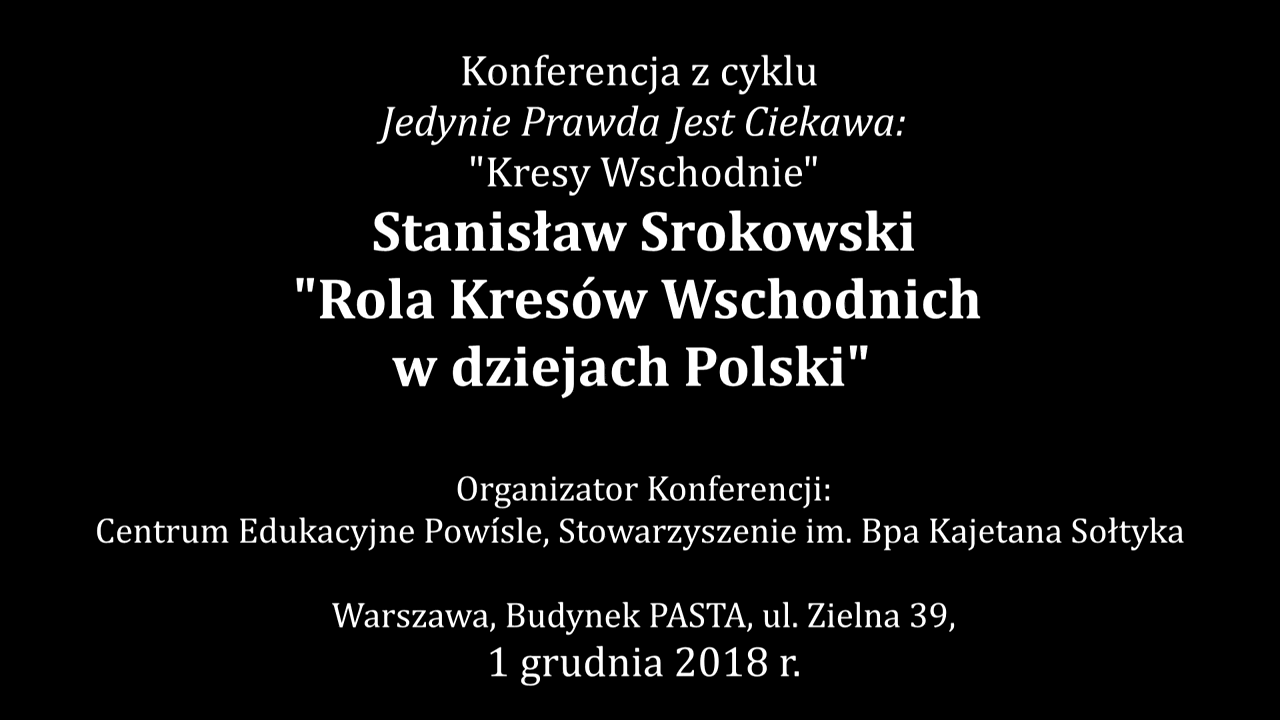 Konferencja z cyklu
Jedynie Prawda Jest Ciekawa:
"Kresy Wschodnie"
Stanisław Srokowski
"Rola Kresów Wschodnich
w dziejach Polski"
Organizator Konferencji:
Centrum Edukacyjne Powísle, Stowarzyszenie im. Bpa Kajetana Sołtyka
Warszawa, Budynek PASTA, ul. Zielna 39,
1 grudnia 2018 r.